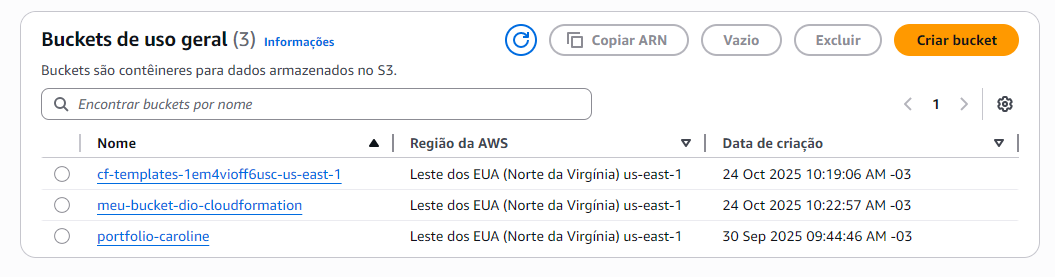 Buckets de uso geral (3) Informações Copiar ARN Vazio Excluir Criar bucket
Buckets são contêineres para dados armazenados no S3.
Encontrar buckets por nome 1
Nome Região da AWS Data de criação
cf-templates-1em4vioff6usc-us-east-1 Leste dos EUA (Norte da Virgínia) us-east-1 24 Oct 2025 10:19:06 AM -03
meu-bucket-dio-cloudformation Leste dos EUA (Norte da Virgínia) us-east-1 24 Oct 2025 10:22:57 AM -03
portfolio-caroline Leste dos EUA (Norte da Virgínia) us-east-1 30 Sep 2025 09:44:46 AM -03